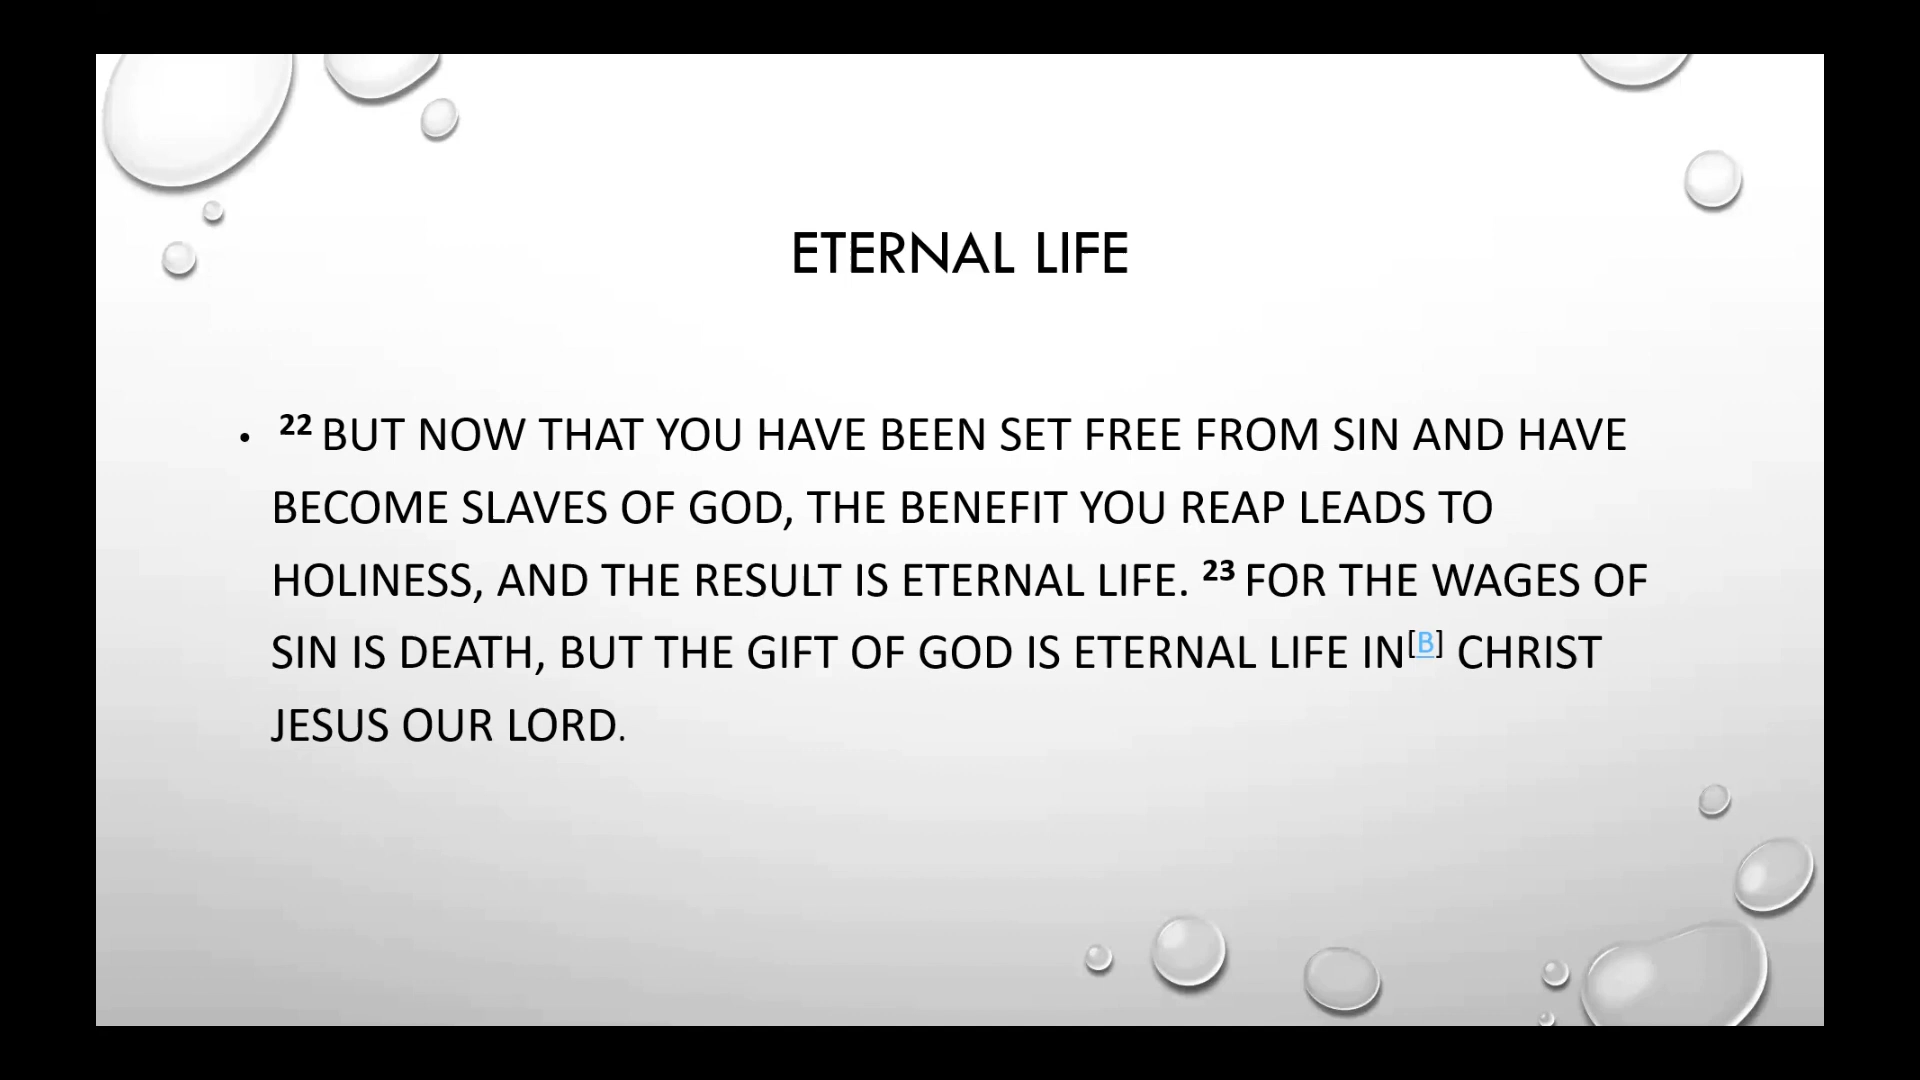 ETERNAL LIFE
• 22 BUT NOW THAT YOU HAVE BEEN SET FREE FROM SIN AND HAVE
BECOME SLAVES OF GOD, THE BENEFIT YOU REAP LEADS TO
HOLINESS, AND THE RESULT IS ETERNAL LIFE. 23 FOR THE WAGES OF
SIN IS DEATH, BUT THE GIFT OF GOD IS ETERNAL LIFE IN[B] CHRIST
JESUS OUR LORD.